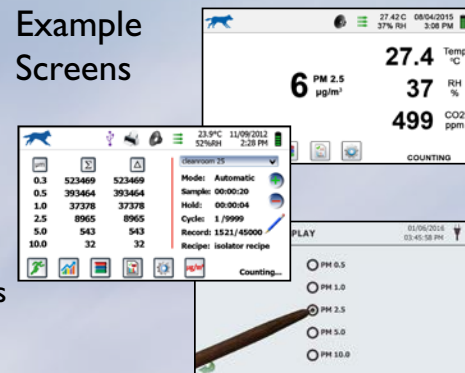 Example
Screens
27.42 C 08/04/2015
37% RH 3:08 PM
27.4 Temp °C
6 PM 2.5 µg/m³
37 RH %
499 CO2 ppm
COUNTING
23.9°C 11/09/2012
52%RH 2:28 PM
Σ Δ
0.3 523469 523469
0.5 393464 393464
1.0 37378 37378
2.5 8965 8965
5.0 543 543
10.0 32 32
cleanroom 25
Mode: Automatic
Sample: 00:00:20
Hold: 00:00:04
Cycle: 1 /9999
Record: 1521/45000
Recipe: isolator recipe
µg/m³
Counting...
s
PLAY
01/06/2016
03:45:58 PM
PM 0.5
PM 1.0
PM 2.5
PM 5.0
PM 10.0